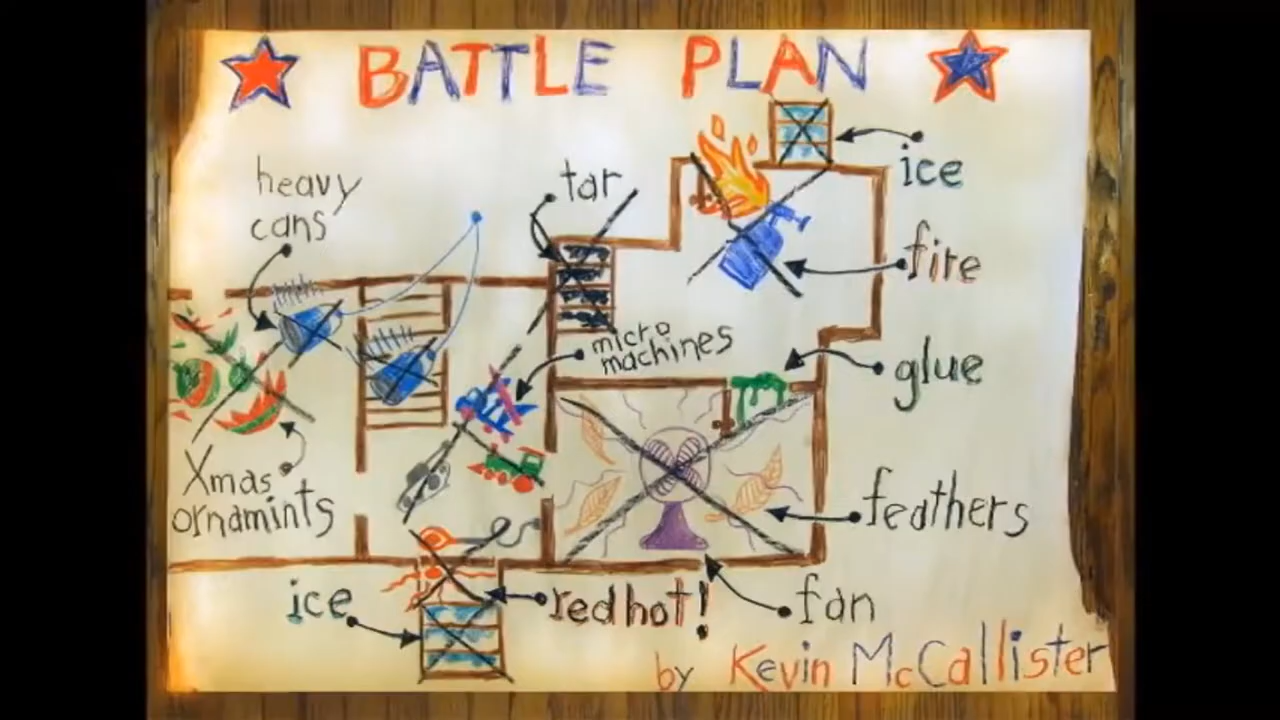 BATTLE PLAN
ice
heavy
cans
tar
fire
micro
machines
glue
Xmas
ornamints
feathers
ice
red hot!
fan
by Kevin McCallister